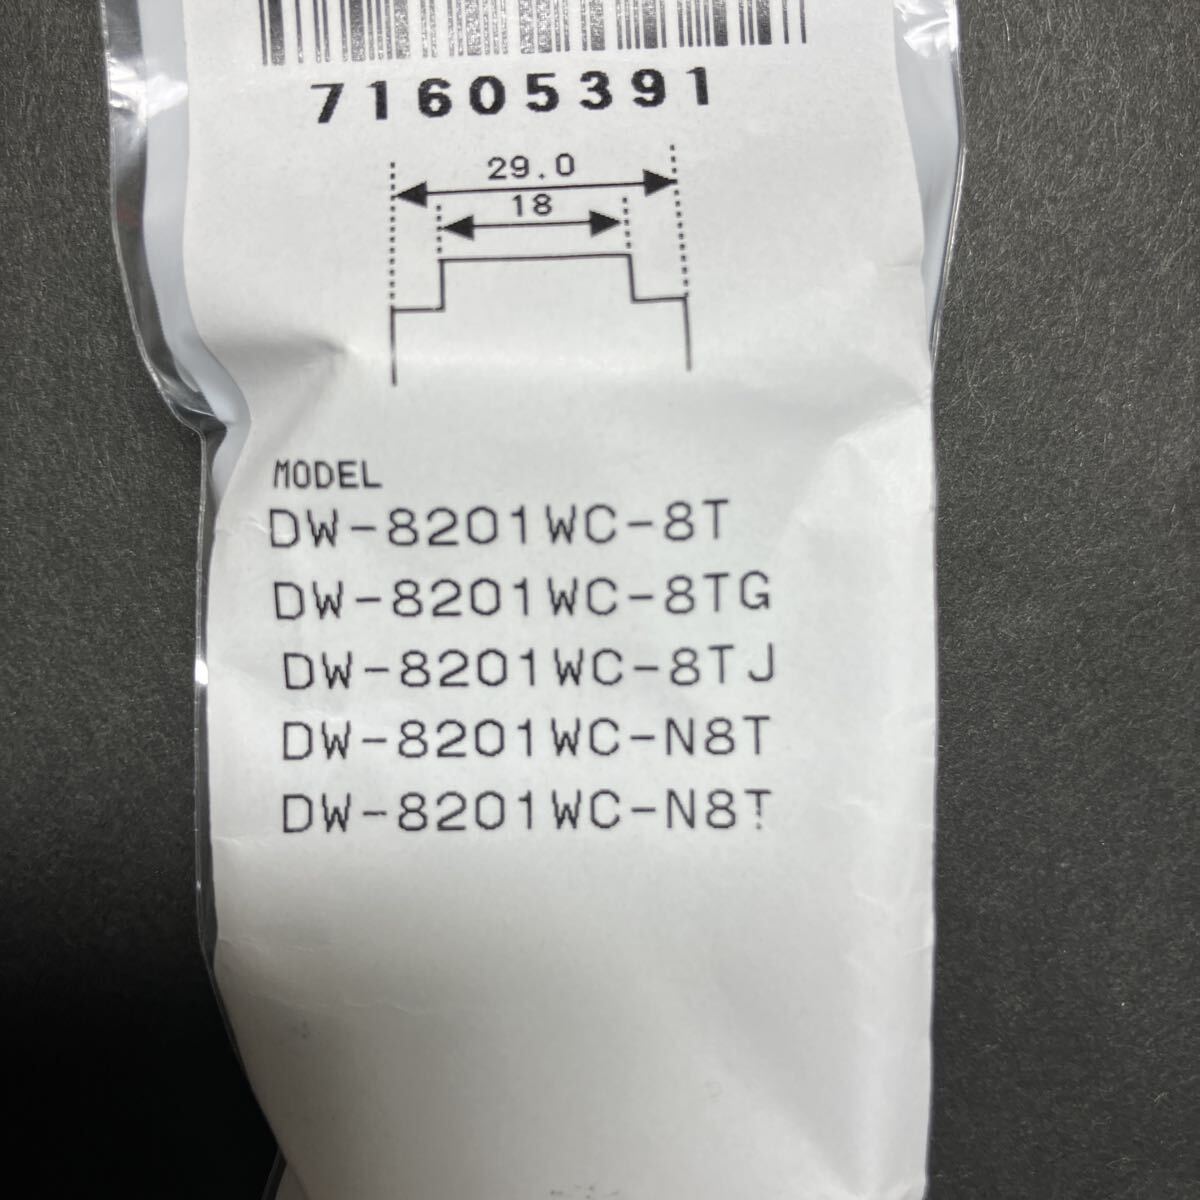 71605391
29.0
18
MODEL
DW-8201WC-8T
DW-8201WC-8TG
DW-8201WC-8TJ
DW-8201WC-N8T
DW-8201WC-N8T